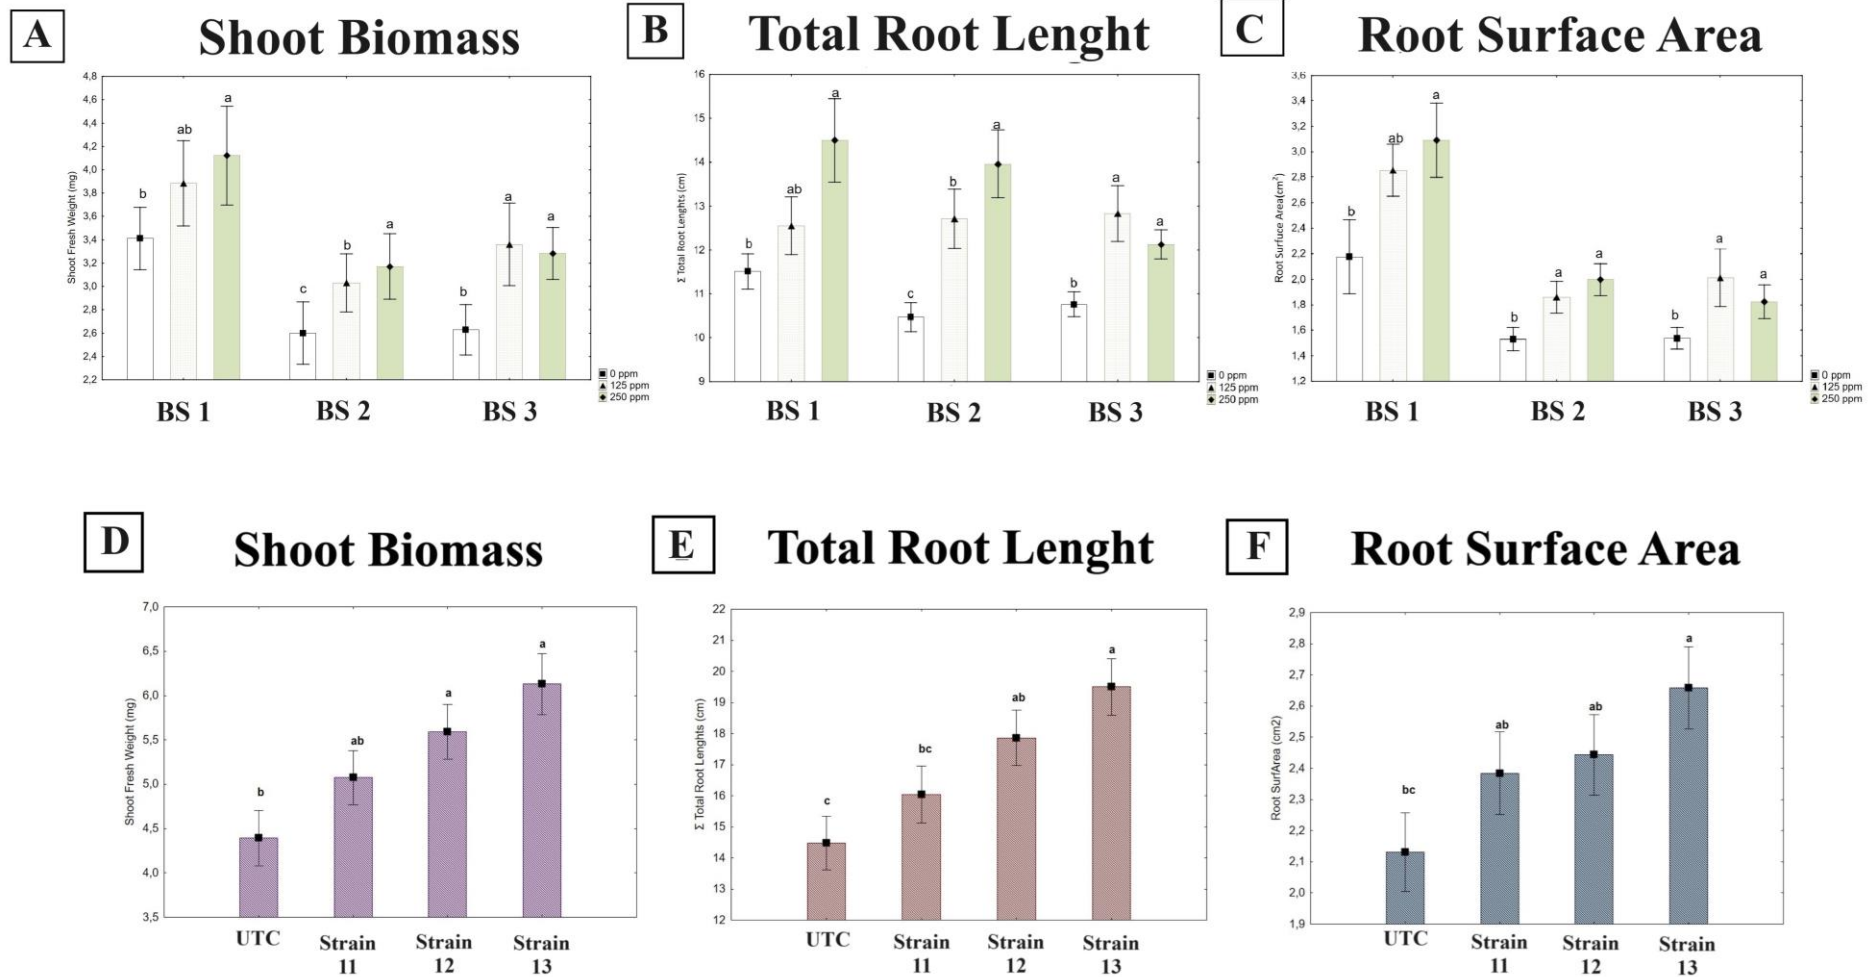 A
Shoot Biomass
Shoot Fresh Weight (mg)
4,8
4,6
4,4
4,2
4,0
3,8
3,6
3,4
3,2
3,0
2,8
2,6
2,4
2,2
b
ab
a
c
b
a
b
a
a
BS 1
BS 2
BS 3
0 ppm
125 ppm
250 ppm
B
Total Root Lenght
Σ Total Root Lenghts (cm)
16
15
14
13
12
11
10
9
b
ab
a
c
b
a
b
a
a
BS 1
BS 2
BS 3
0 ppm
125 ppm
250 ppm
C
Root Surface Area
Root Surface Area(cm²)
3,6
3,4
3,2
3,0
2,8
2,6
2,4
2,2
2,0
1,8
1,6
1,4
1,2
b
ab
a
b
a
a
b
a
a
BS 1
BS 2
BS 3
0 ppm
125 ppm
250 ppm
D
Shoot Biomass
Shoot Fresh Weight (mg)
7,0
6,5
6,0
5,5
5,0
4,5
4,0
3,5
b
ab
a
a
UTC
Strain
11
Strain
12
Strain
13
E
Total Root Lenght
Σ Total Root Lenghts (cm)
22
21
20
19
18
17
16
15
14
13
12
c
bc
ab
a
UTC
Strain
11
Strain
12
Strain
13
F
Root Surface Area
Root SurfArea (cm2)
2,9
2,8
2,7
2,6
2,5
2,4
2,3
2,2
2,1
2,0
1,9
bc
ab
ab
a
UTC
Strain
11
Strain
12
Strain
13